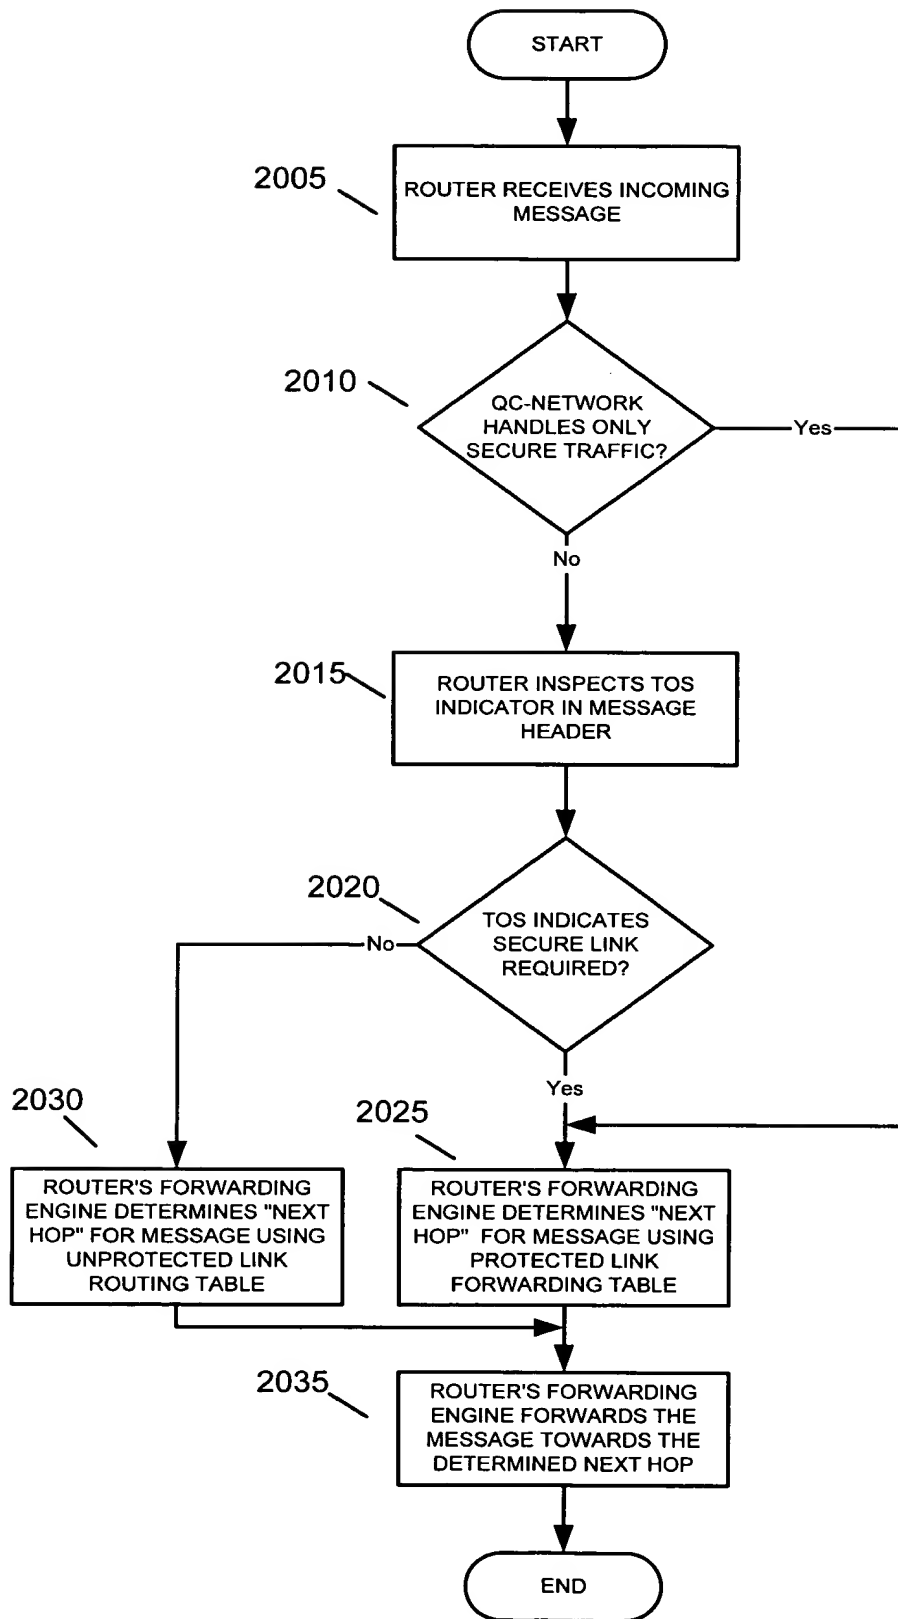 START
2005
ROUTER RECEIVES INCOMING
MESSAGE
2010
QC-NETWORK
HANDLES ONLY
SECURE TRAFFIC?
Yes
No
2015
ROUTER INSPECTS TOS
INDICATOR IN MESSAGE
HEADER
2020
TOS INDICATES
SECURE LINK
REQUIRED?
No
Yes
2030
ROUTER'S FORWARDING
ENGINE DETERMINES "NEXT
HOP" FOR MESSAGE USING
UNPROTECTED LINK
ROUTING TABLE
2025
ROUTER'S FORWARDING
ENGINE DETERMINES "NEXT
HOP" FOR MESSAGE USING
PROTECTED LINK
FORWARDING TABLE
2035
ROUTER'S FORWARDING
ENGINE FORWARDS THE
MESSAGE TOWARDS THE
DETERMINED NEXT HOP
END